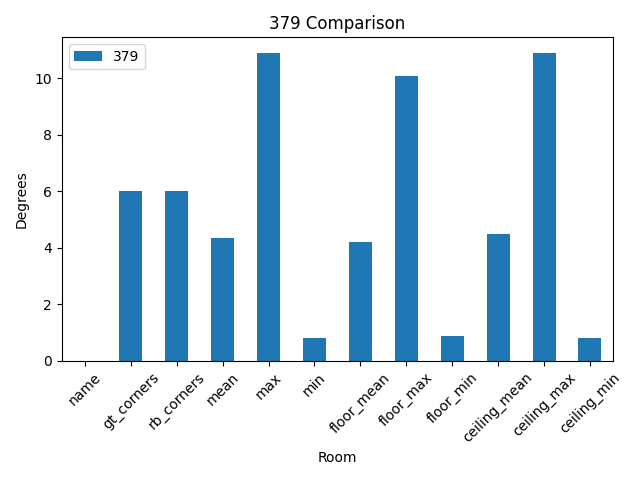 379 Comparison
379
Degrees
10
8
6
4
2
0
name
gt_corners
rb_corners
mean
max
min
floor_mean
floor_max
floor_min
ceiling_mean
ceiling_max
ceiling_min
Room